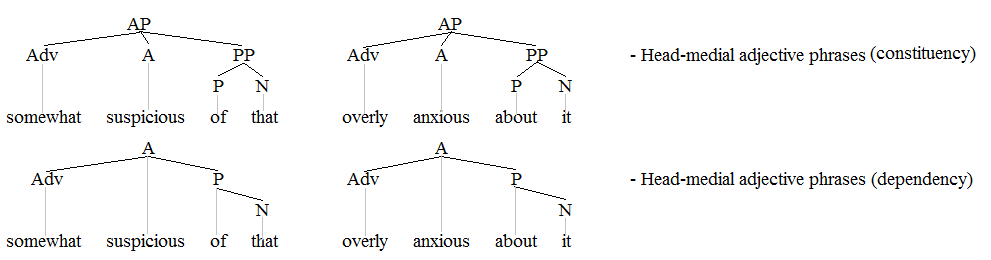 AP AP
Adv A PP Adv A PP - Head-medial adjective phrases (constituency)
P N P N
somewhat suspicious of that overly anxious about it
A A
Adv P Adv P - Head-medial adjective phrases (dependency)
N N
somewhat suspicious of that overly anxious about it